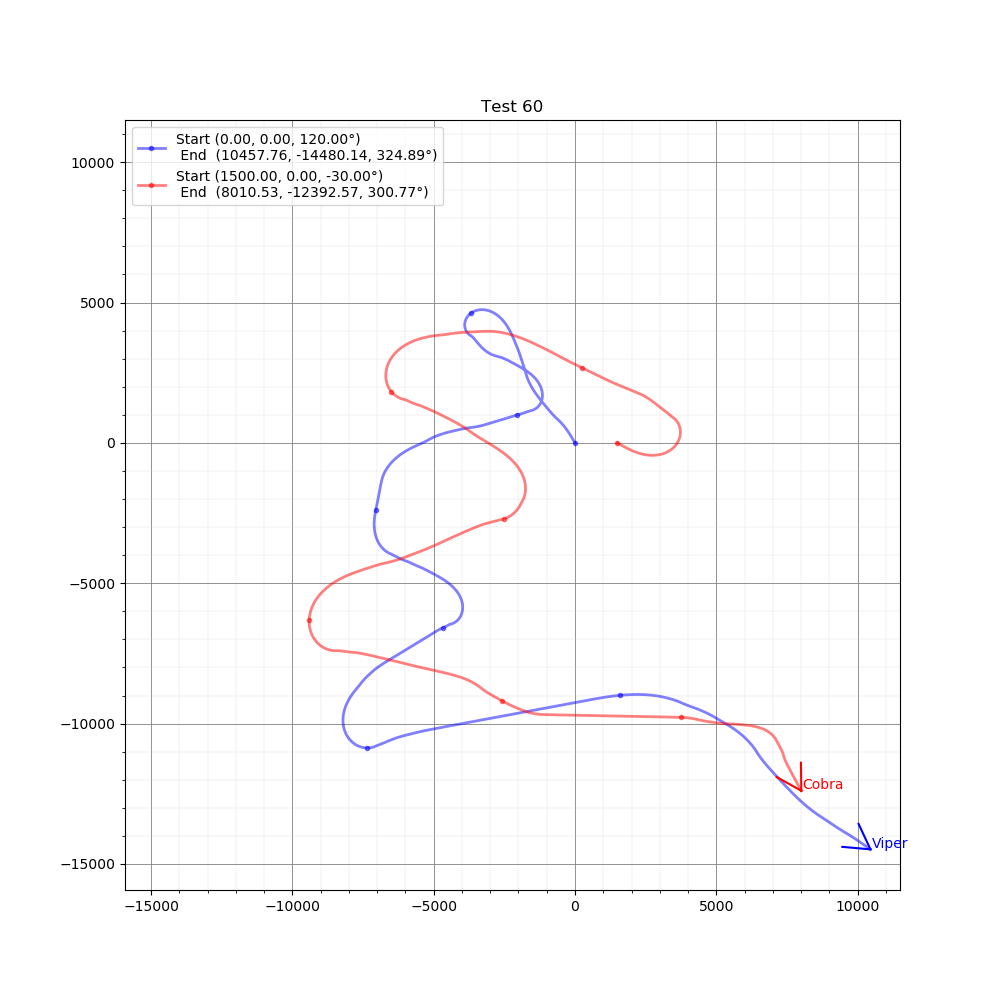 Test 60
Start (0.00, 0.00, 120.00°)
End  (10457.76, -14480.14, 324.89°)
Start (1500.00, 0.00, -30.00°)
End  (8010.53, -12392.57, 300.77°)
10000
5000
0
−5000
−10000
−15000
Cobra
Viper
−15000 −10000 −5000 0 5000 10000